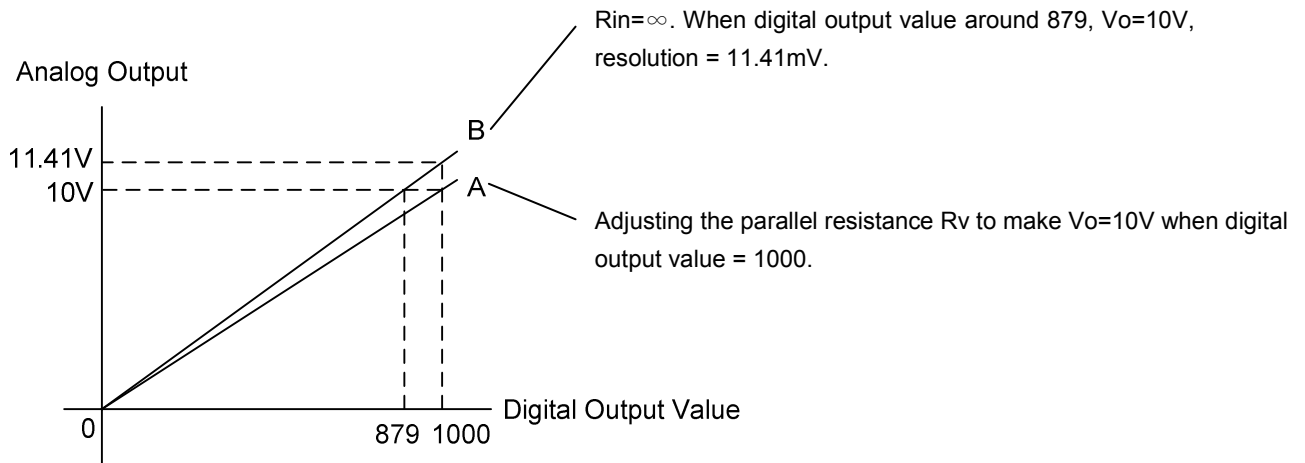 Rin=∞. When digital output value around 879, Vo=10V,
resolution = 11.41mV.
Analog Output
B
11.41V
10V
A
Adjusting the parallel resistance Rv to make Vo=10V when digital
output value = 1000.
Digital Output Value
0
879 1000